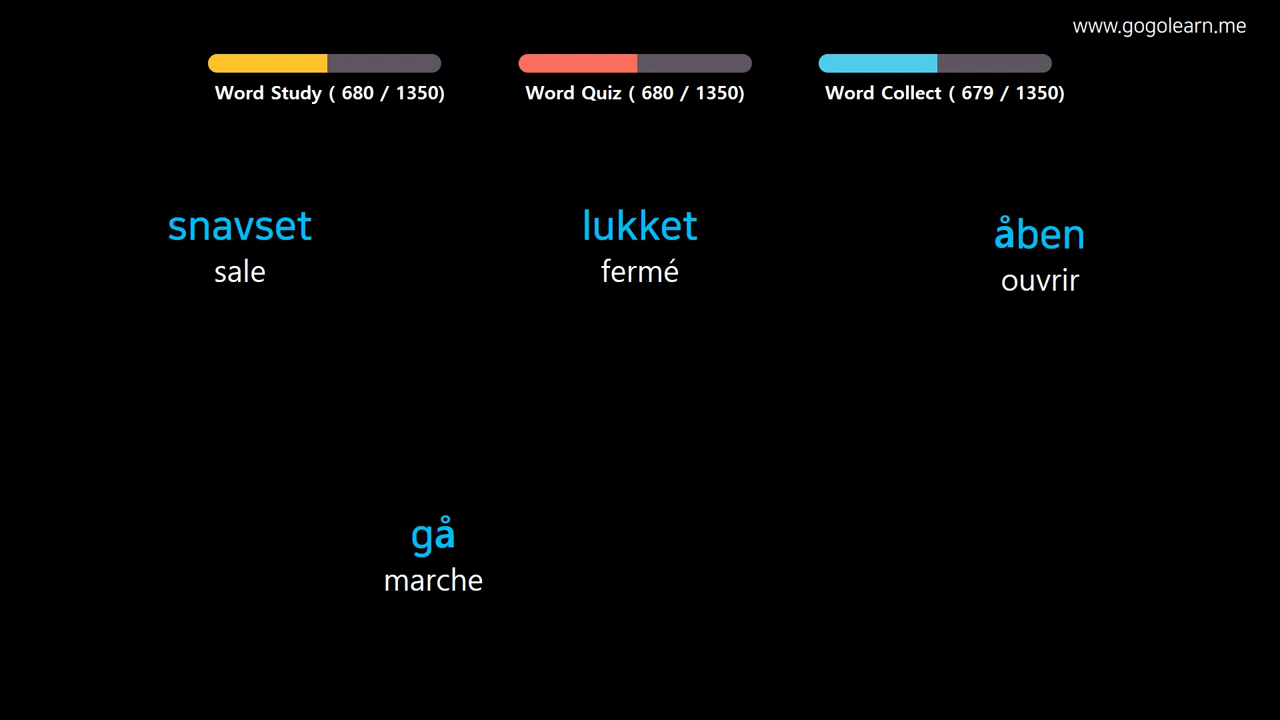 www.gogolearn.me
Word Study ( 680 / 1350)
Word Quiz ( 680 / 1350)
Word Collect ( 679 / 1350)
snavset
sale
lukket
fermé
åben
ouvrir
gå
marche